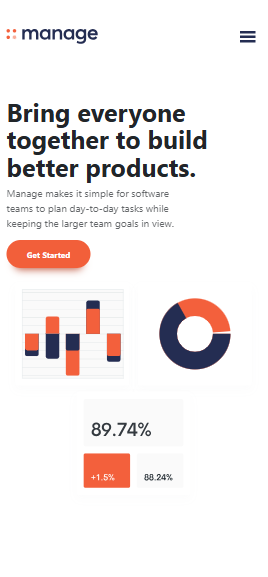 manage
Bring everyone
together to build
better products.
Manage makes it simple for software
teams to plan day-to-day tasks while
keeping the larger team goals in view.
Get Started
89.74%
+1.5%
88.24%